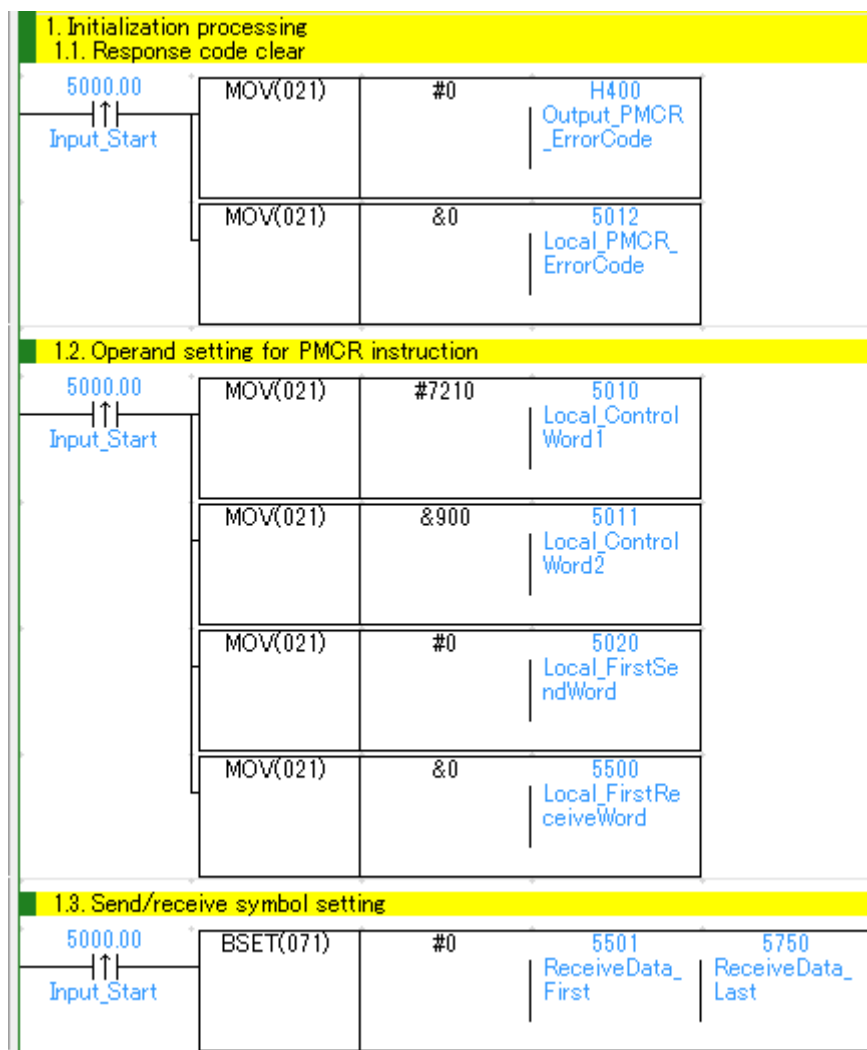 1. Initialization processing
1.1. Response code clear
5000.00 MOV(021) #0 H400
Input_Start Output_PMCR
_ErrorCode
MOV(021) &0 5012
Local_PMCR_
ErrorCode
1.2. Operand setting for PMCR instruction
5000.00 MOV(021) #7210 5010
Input_Start Local_Control
Word1
MOV(021) &900 5011
Local_Control
Word2
MOV(021) #0 5020
Local_FirstSe
ndWord
MOV(021) &0 5500
Local_FirstRe
ceiveWord
1.3. Send/receive symbol setting
5000.00 BSET(071) #0 5501 5750
Input_Start ReceiveData_ ReceiveData_
First Last